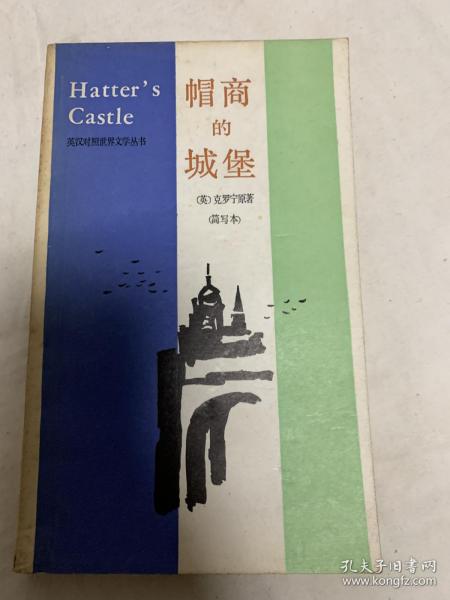 Hatter's
Castle
英汉对照世界文学丛书
帽商
的
城堡
(英)克罗宁原著
(简写本)
孔夫子旧书网
www.kongfz.com